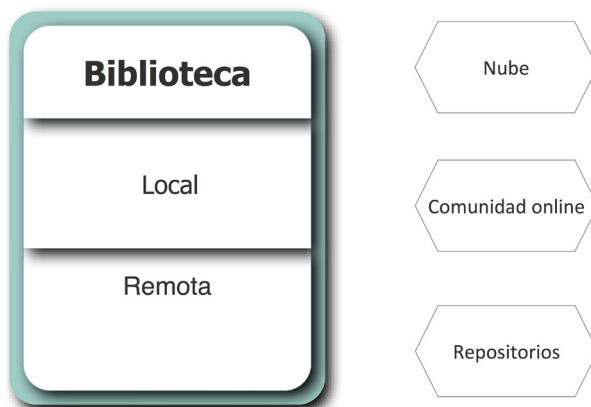 Biblioteca
Local
Remota
Nube
Comunidad online
Repositorios